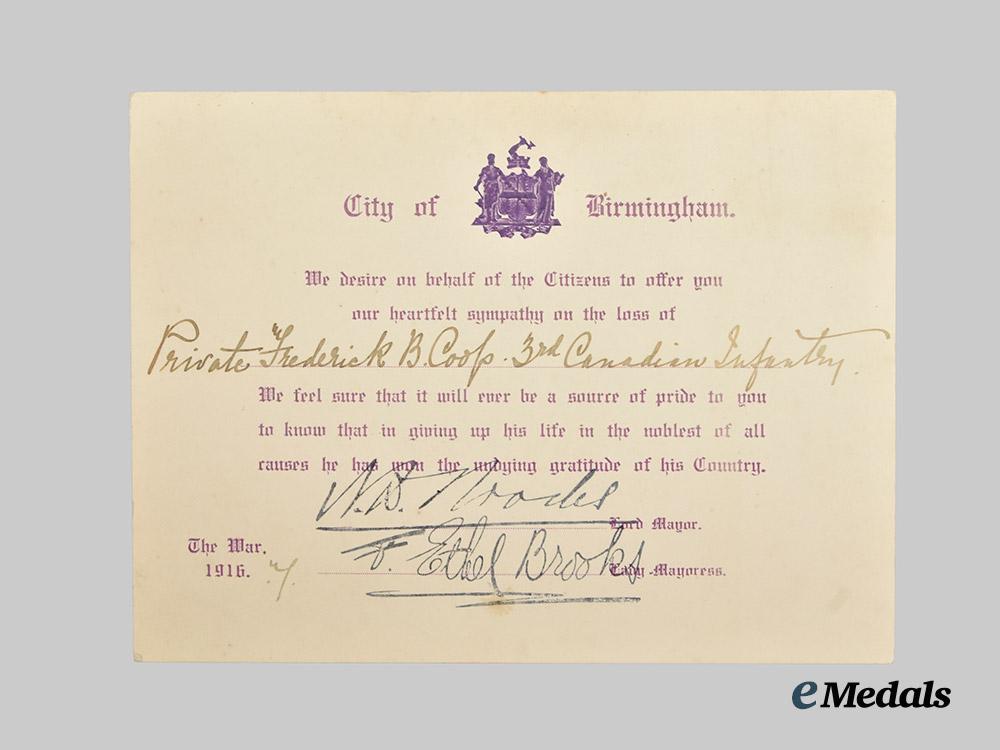 City of Birmingham.
We desire on behalf of the Citizens to offer you
our heartfelt sympathy on the loss of
Private Frederick B. Coop. 3rd Canadian Infantry.
We feel sure that it will ever be a source of pride to you
to know that in giving up his life in the noblest of all
causes he has won the undying gratitude of his Country.
Lord Mayor.
Ethel Brooks
Lady Mayoress.
The War.
1916.
eMedals